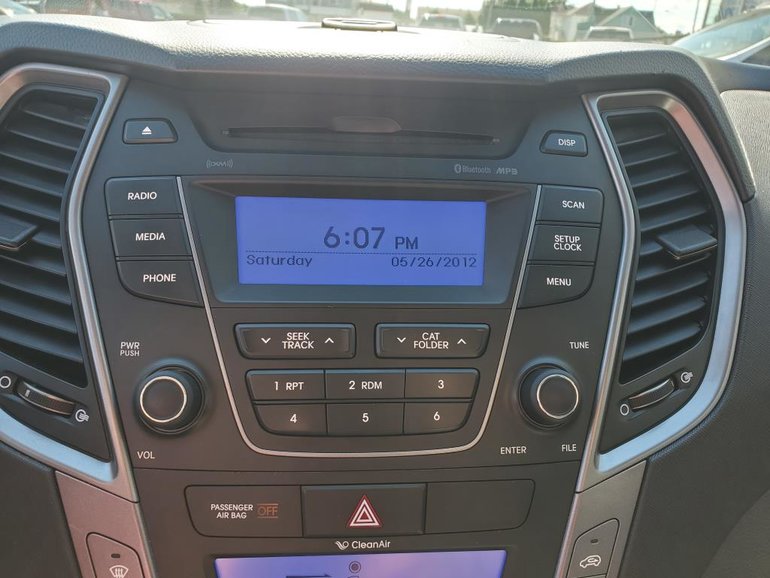 DISP
((XM))
Bluetooth MP3
RADIO
MEDIA
PHONE
6:07 PM
Saturday 05/26/2012
SCAN
SETUP
CLOCK
MENU
PWR
PUSH
SEEK
TRACK
CAT
FOLDER
TUNE
1 RPT 2 RDM 3
4 5 6
VOL
ENTER FILE
PASSENGER
AIR BAG OFF
CleanAir